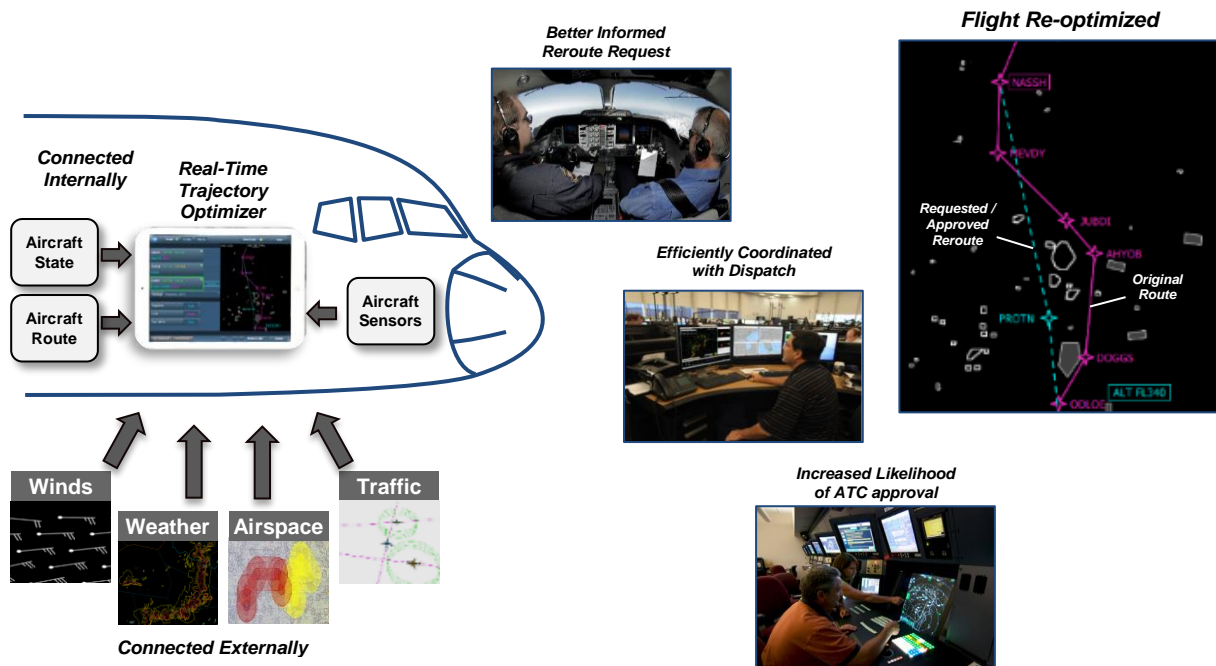 Better Informed
Reroute Request
Flight Re-optimized
Connected
Internally
Real-Time
Trajectory
Optimizer
Aircraft
State
Aircraft
Route
Aircraft
Sensors
Efficiently Coordinated
with Dispatch
NASSH
JUBDI
AHYOB
Requested /
Approved
Reroute
Original
Route
PROTN
DOGGS
ALT FL340
Winds
Weather
Airspace
Traffic
Connected Externally
Increased Likelihood
of ATC approval